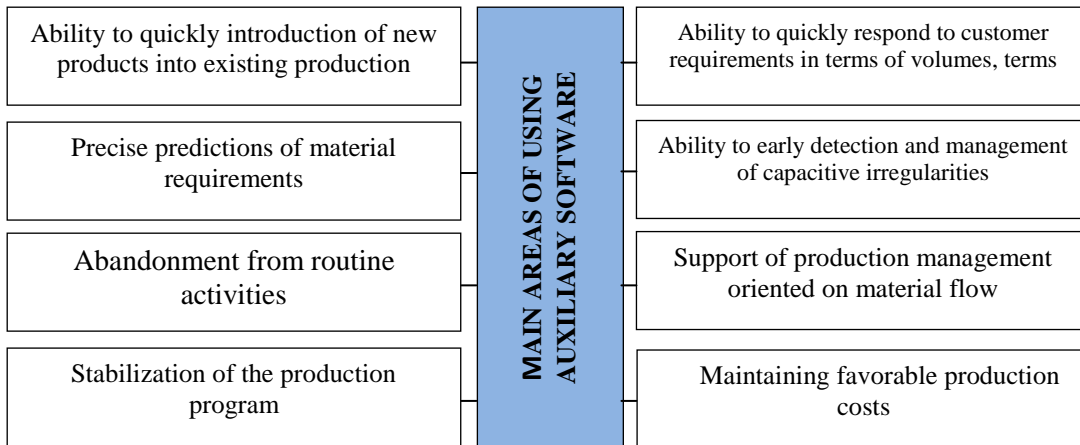 Ability to quickly introduction of new
products into existing production
Precise predictions of material
requirements
Abandonment from routine
activities
Stabilization of the production
program
MAIN AREAS OF USING
AUXILIARY SOFTWARE
Ability to quickly respond to customer
requirements in terms of volumes, terms
Ability to early detection and management
of capacitive irregularities
Support of production management
oriented on material flow
Maintaining favorable production
costs